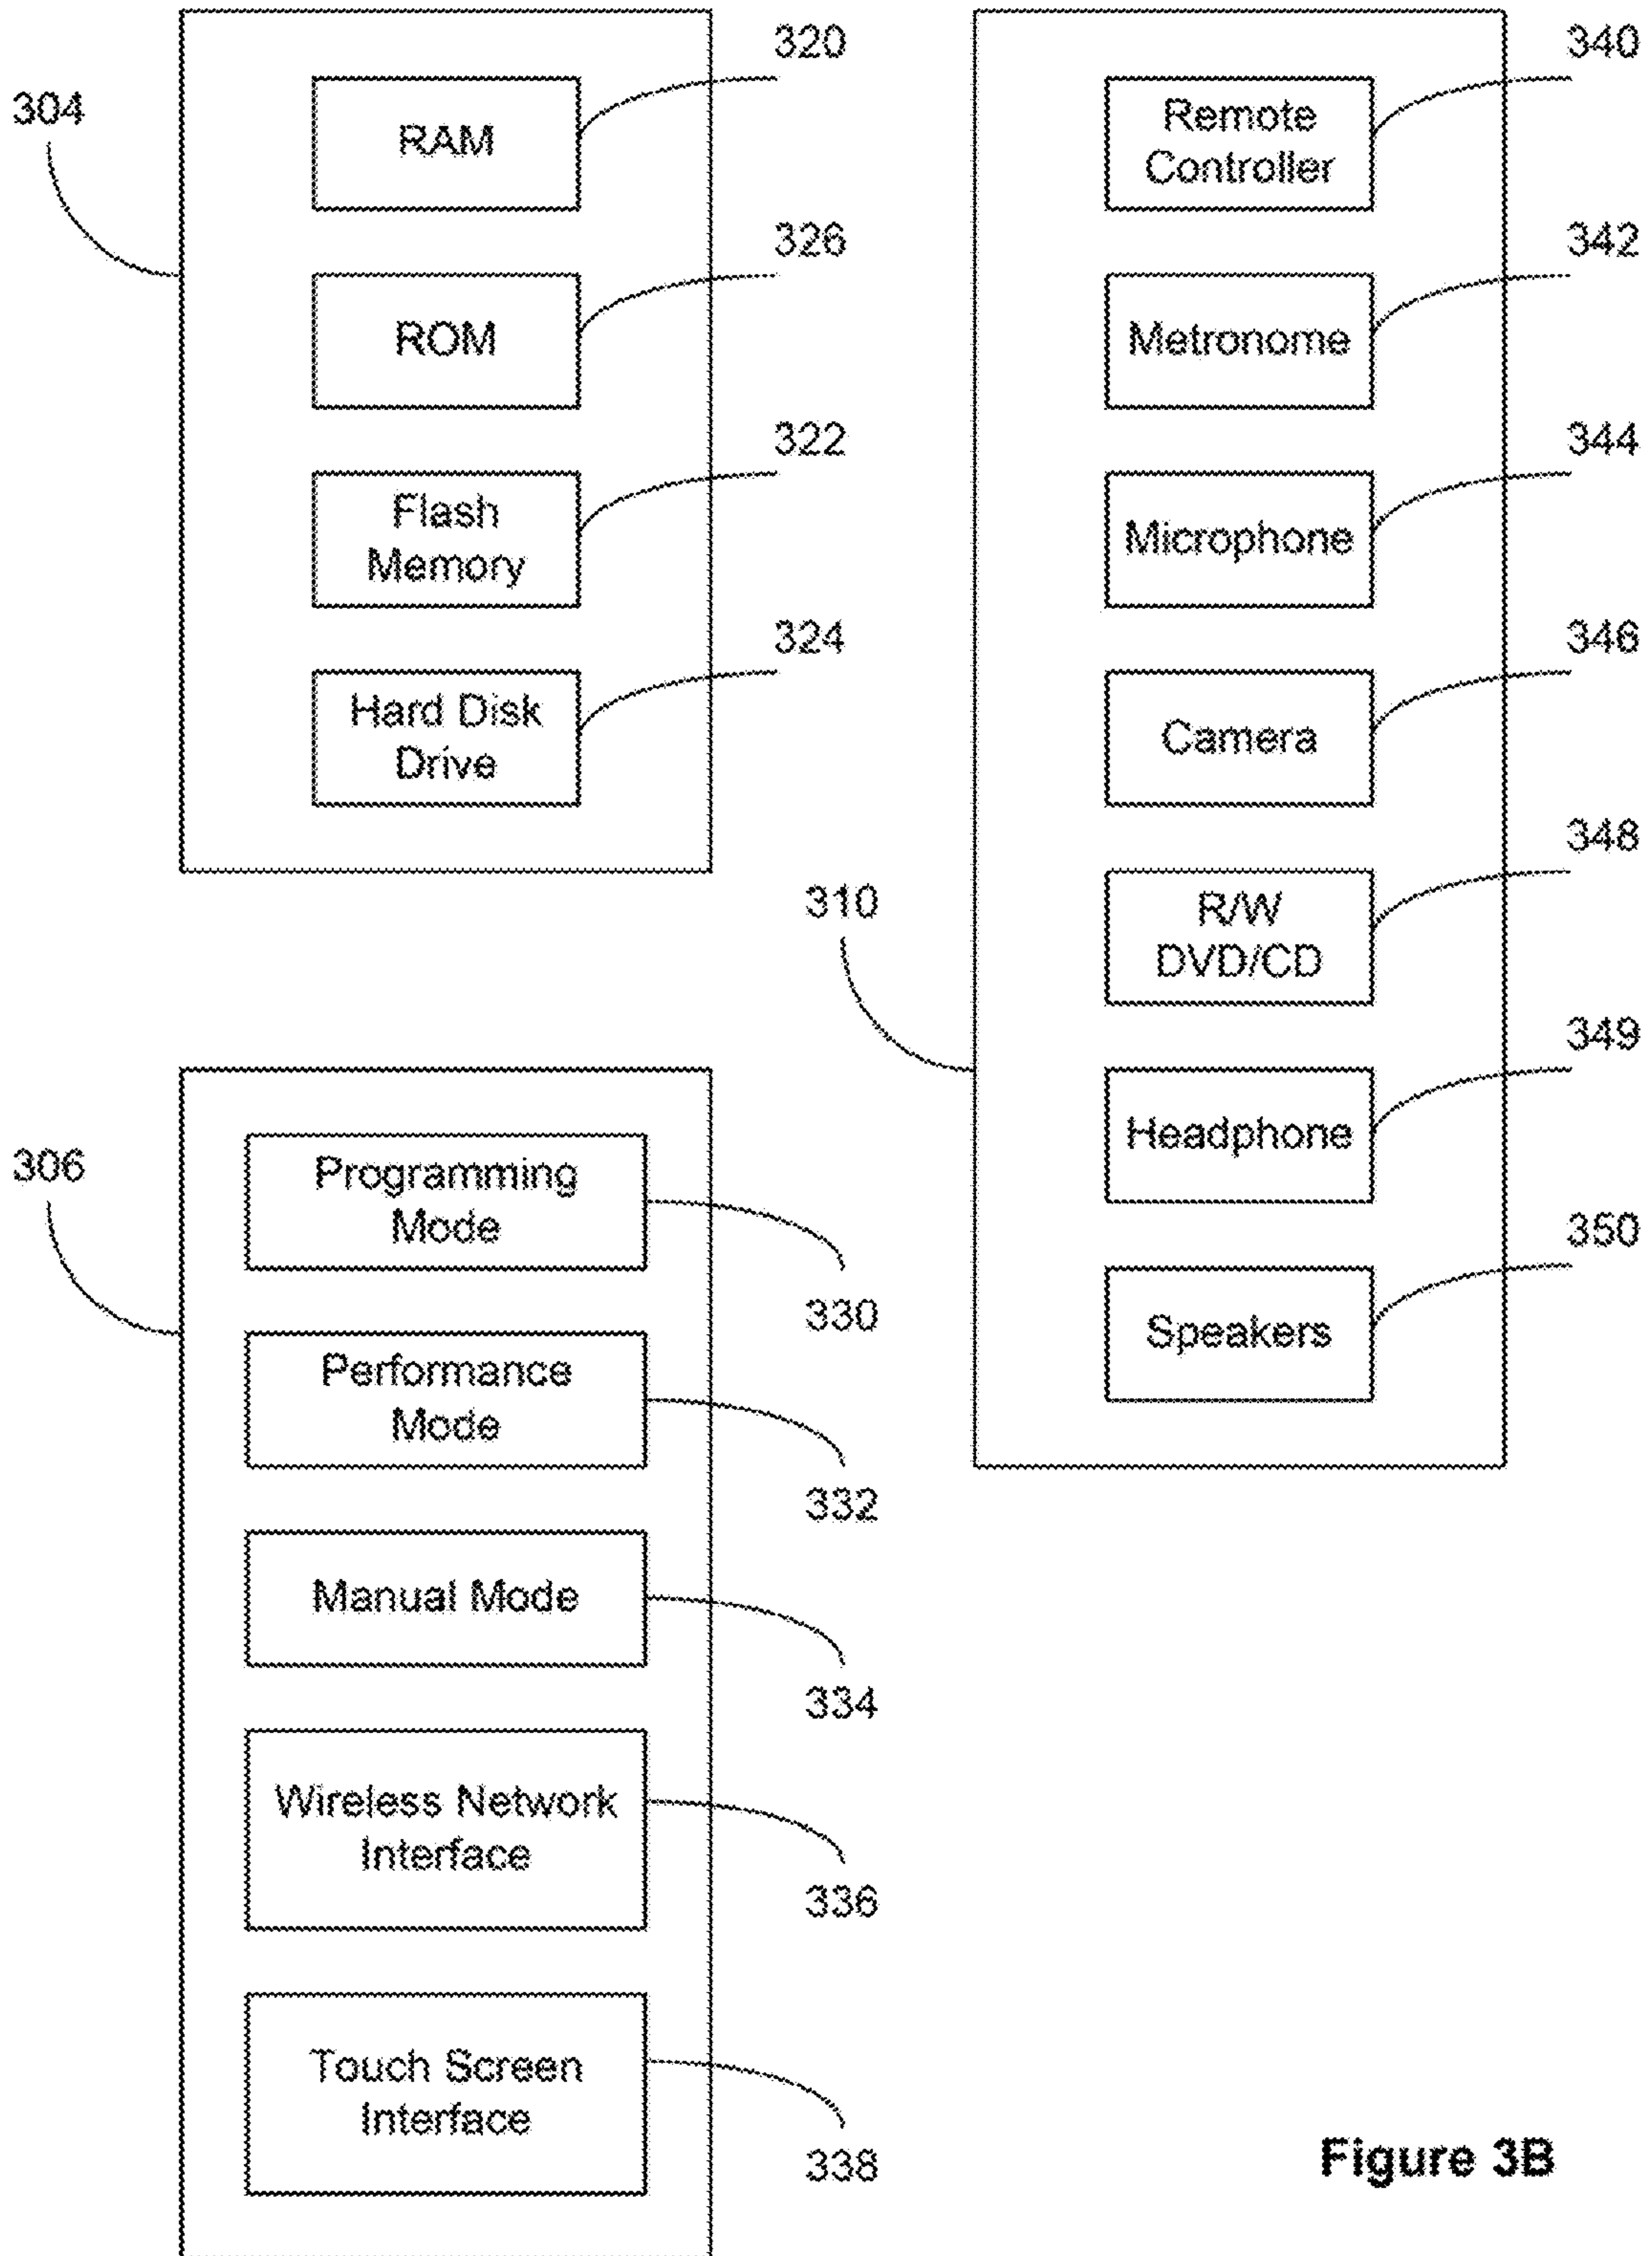 304
320
RAM
326
ROM
322
Flash
Memory
324
Hard Disk
Drive
306
Programming
Mode
330
Performance
Mode
332
Manual Mode
334
Wireless Network
Interface
336
Touch Screen
Interface
338
310
340
Remote
Controller
342
Metronome
344
Microphone
346
Camera
348
R/W
DVD/CD
349
Headphone
350
Speakers
Figure 3B